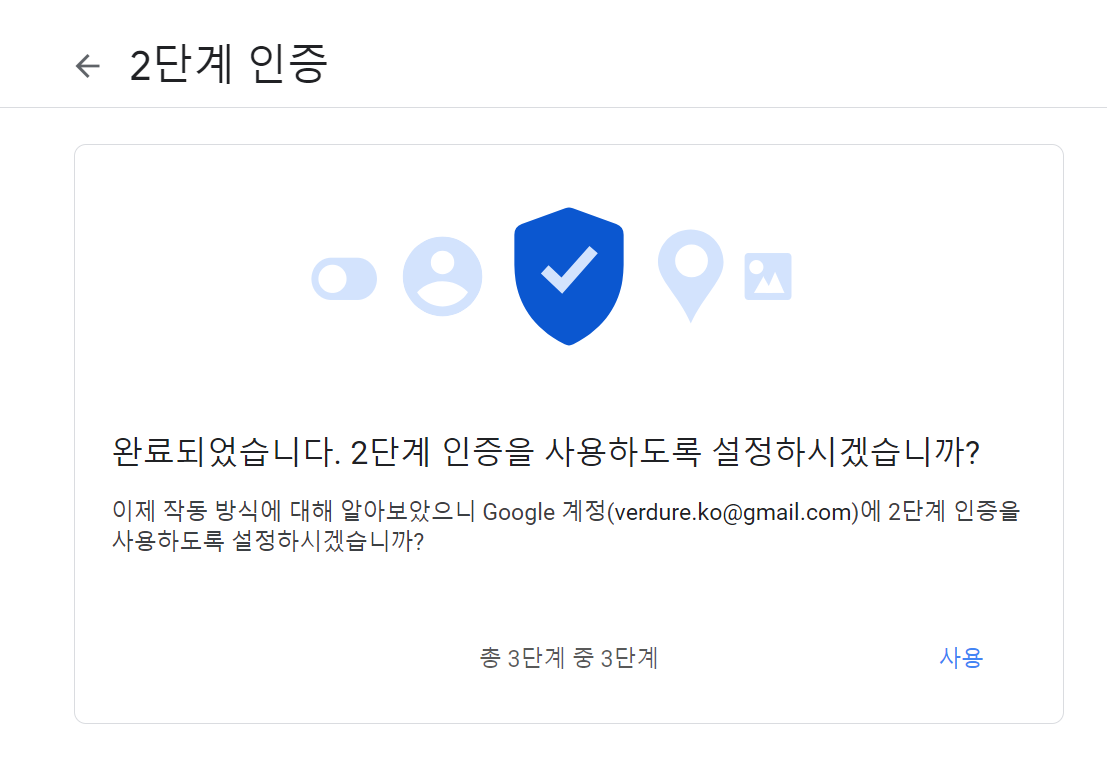 2단계 인증
완료되었습니다. 2단계 인증을 사용하도록 설정하시겠습니까?
이제 작동 방식에 대해 알아보았으니 Google 계정(verdure.ko@gmail.com)에 2단계 인증을
사용하도록 설정하시겠습니까?
총 3단계 중 3단계
사용